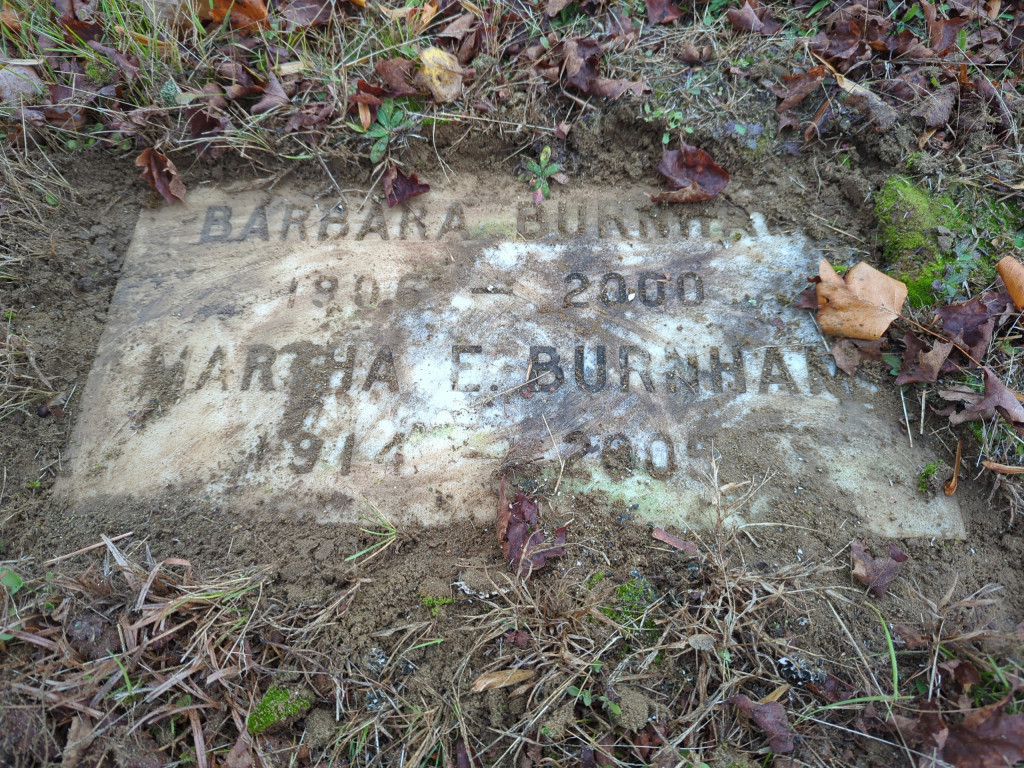 BARBARA BURNHAM
1906 — 2000
MARTHA E. BURNHAM
1914 — 2005